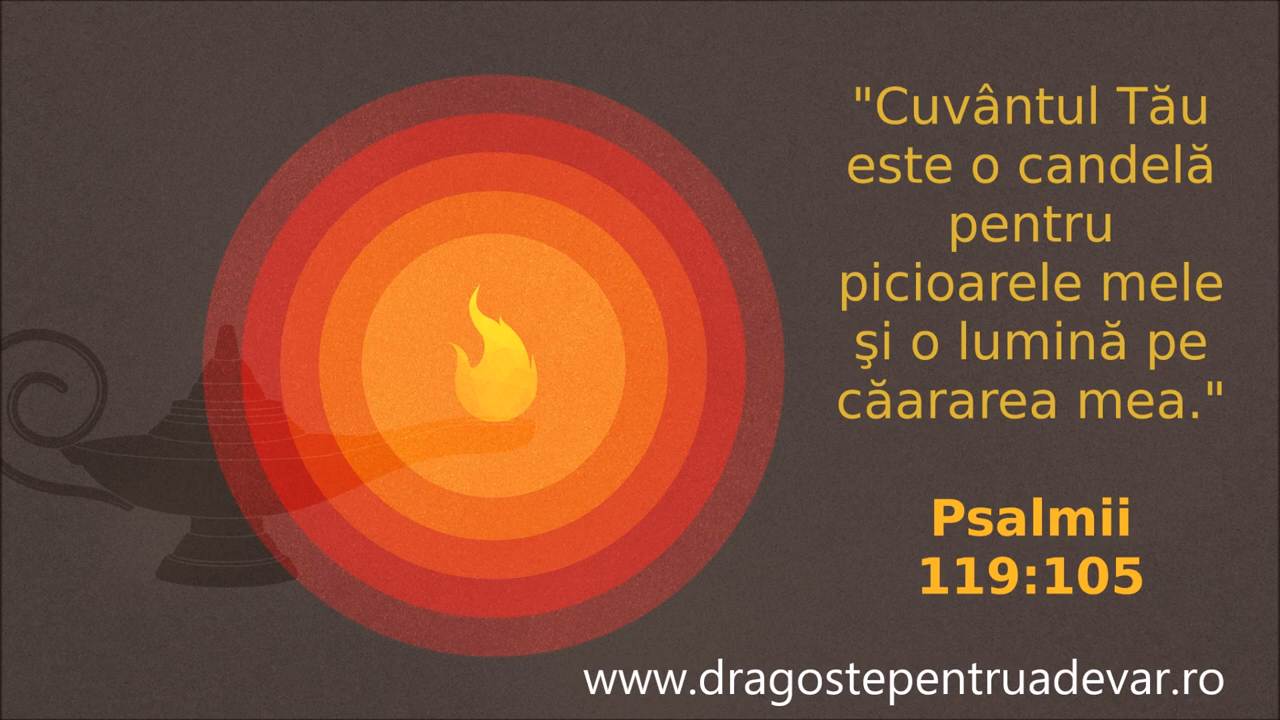 "Cuvântul Tău
este o candelă
pentru
picioarele mele
şi o lumină pe
căararea mea."
Psalmii
119:105
www.dragostepentruadevar.ro